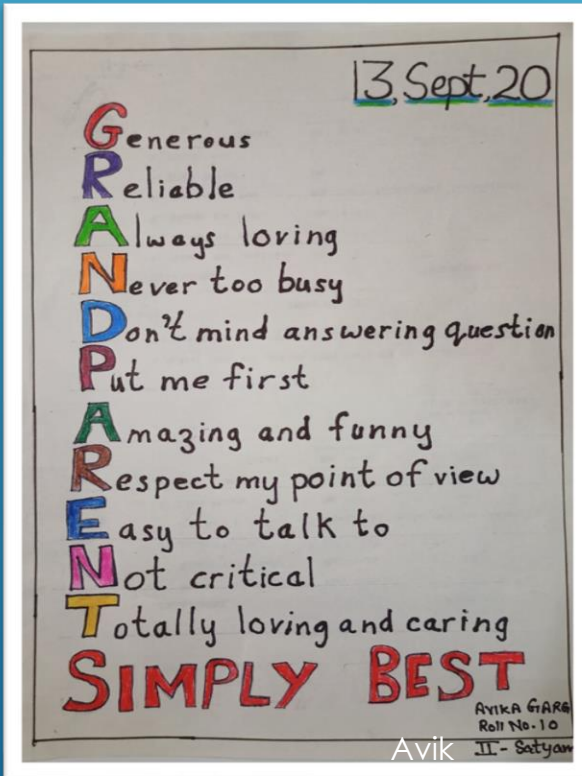 13, Sept, 20
Generous
Reliable
Always loving
Never too busy
Don't mind answering question
Put me first
Amazing and funny
Respect my point of view
Easy to talk to
Not critical
Totally loving and caring
SIMPLY BEST
AVIKA GARG
Roll No. 10
II - Satyam
Avik